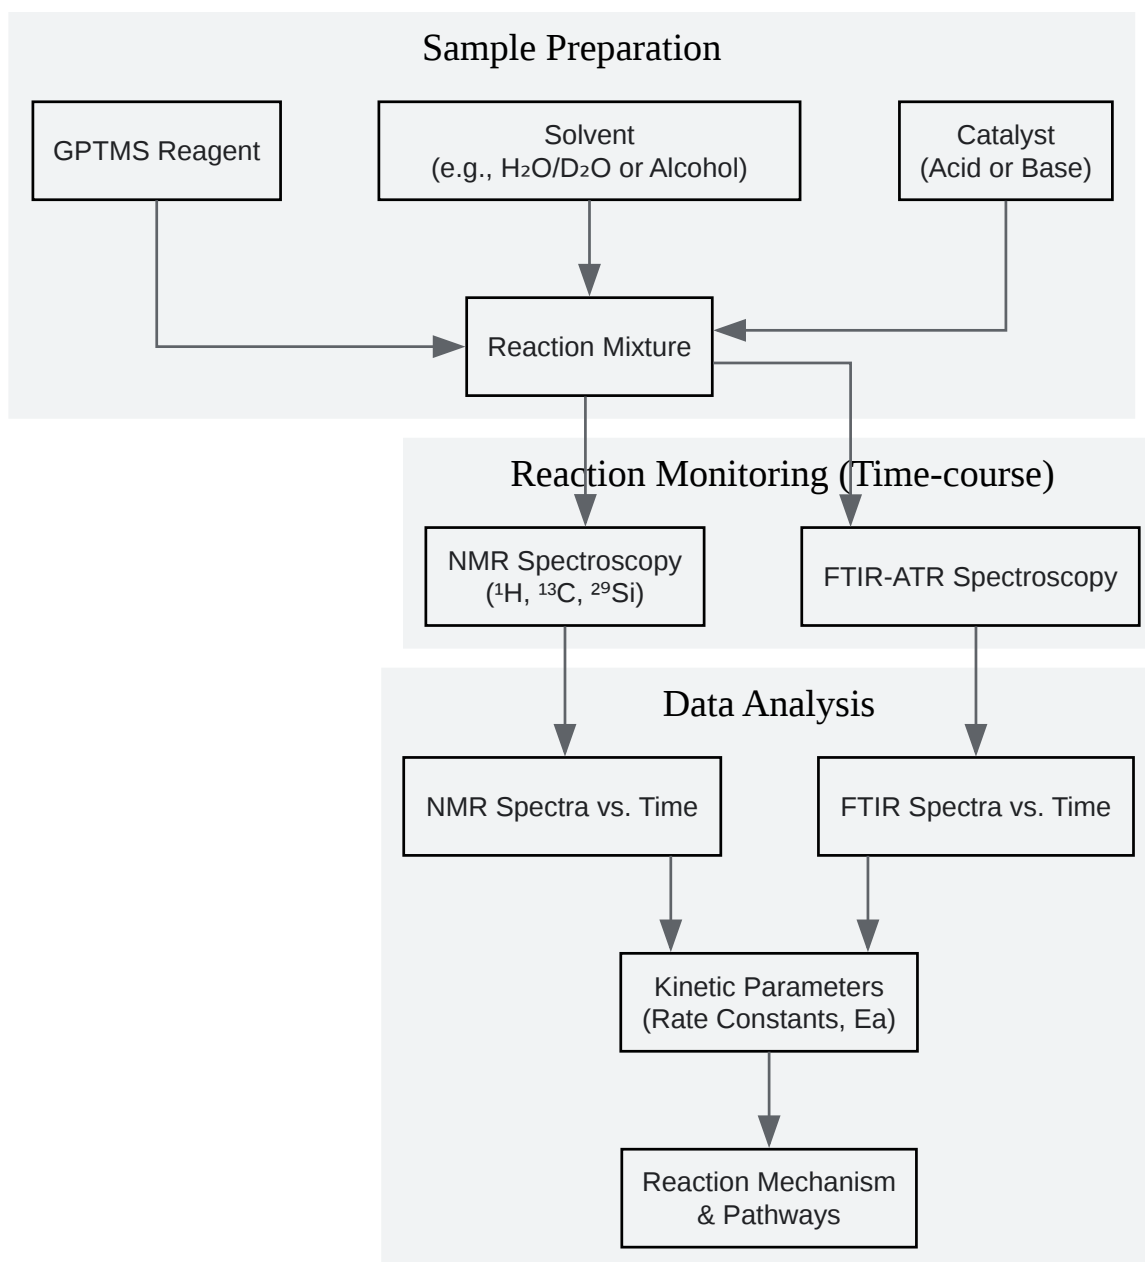 Sample Preparation
GPTMS Reagent
Solvent
(e.g., H₂O/D₂O or Alcohol)
Catalyst
(Acid or Base)
Reaction Mixture
Reaction Monitoring (Time-course)
NMR Spectroscopy
(¹H, ¹³C, ²⁹Si)
FTIR-ATR Spectroscopy
Data Analysis
NMR Spectra vs. Time
FTIR Spectra vs. Time
Kinetic Parameters
(Rate Constants, Ea)
Reaction Mechanism
& Pathways